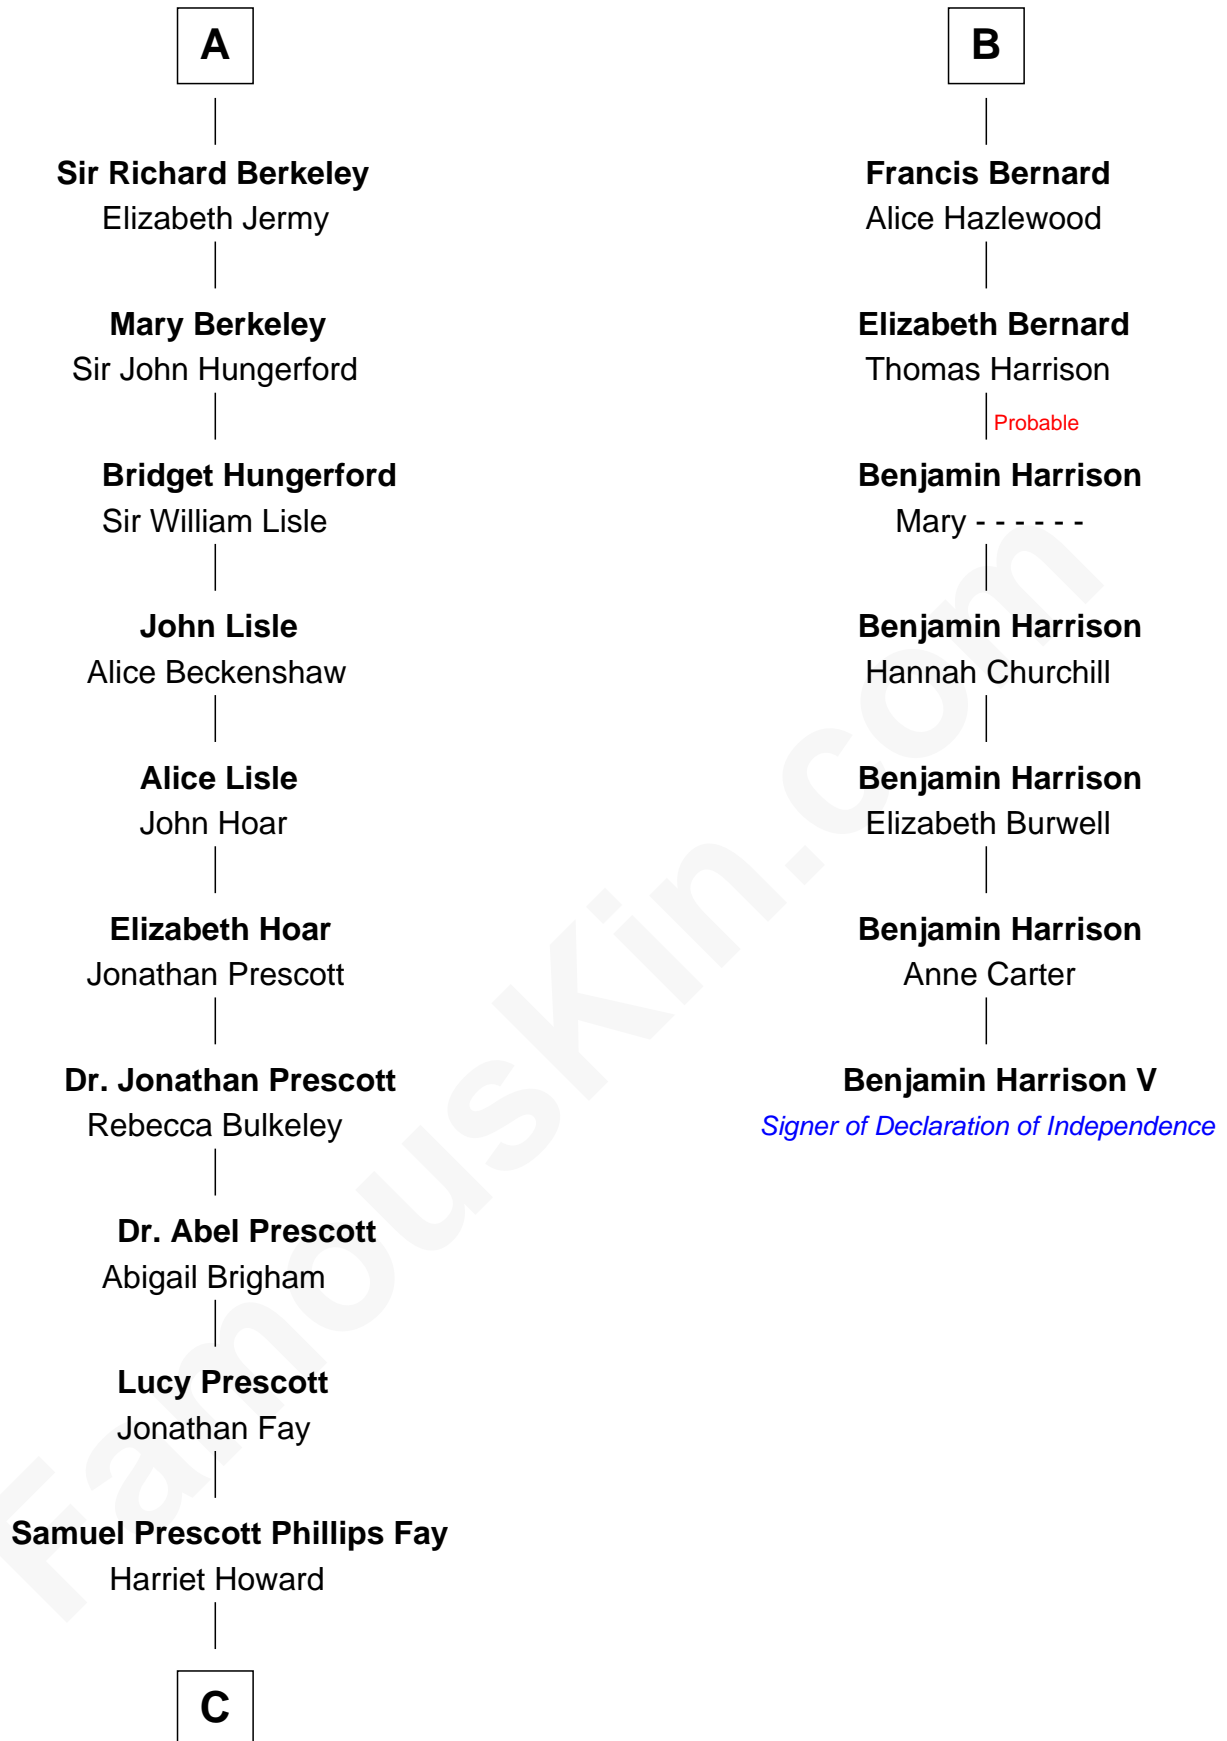 A
Sir Richard Berkeley
Elizabeth Jermy
Mary Berkeley
Sir John Hungerford
Bridget Hungerford
Sir William Lisle
John Lisle
Alice Beckenshaw
Alice Lisle
John Hoar
Elizabeth Hoar
Jonathan Prescott
Dr. Jonathan Prescott
Rebecca Bulkeley
Dr. Abel Prescott
Abigail Brigham
Lucy Prescott
Jonathan Fay
Samuel Prescott Phillips Fay
Harriet Howard
C
B
Francis Bernard
Alice Hazlewood
Elizabeth Bernard
Thomas Harrison
Probable
Benjamin Harrison
Mary - - - - - -
Benjamin Harrison
Hannah Churchill
Benjamin Harrison
Elizabeth Burwell
Benjamin Harrison
Anne Carter
Benjamin Harrison V
Signer of Declaration of Independence
FamousKin.com